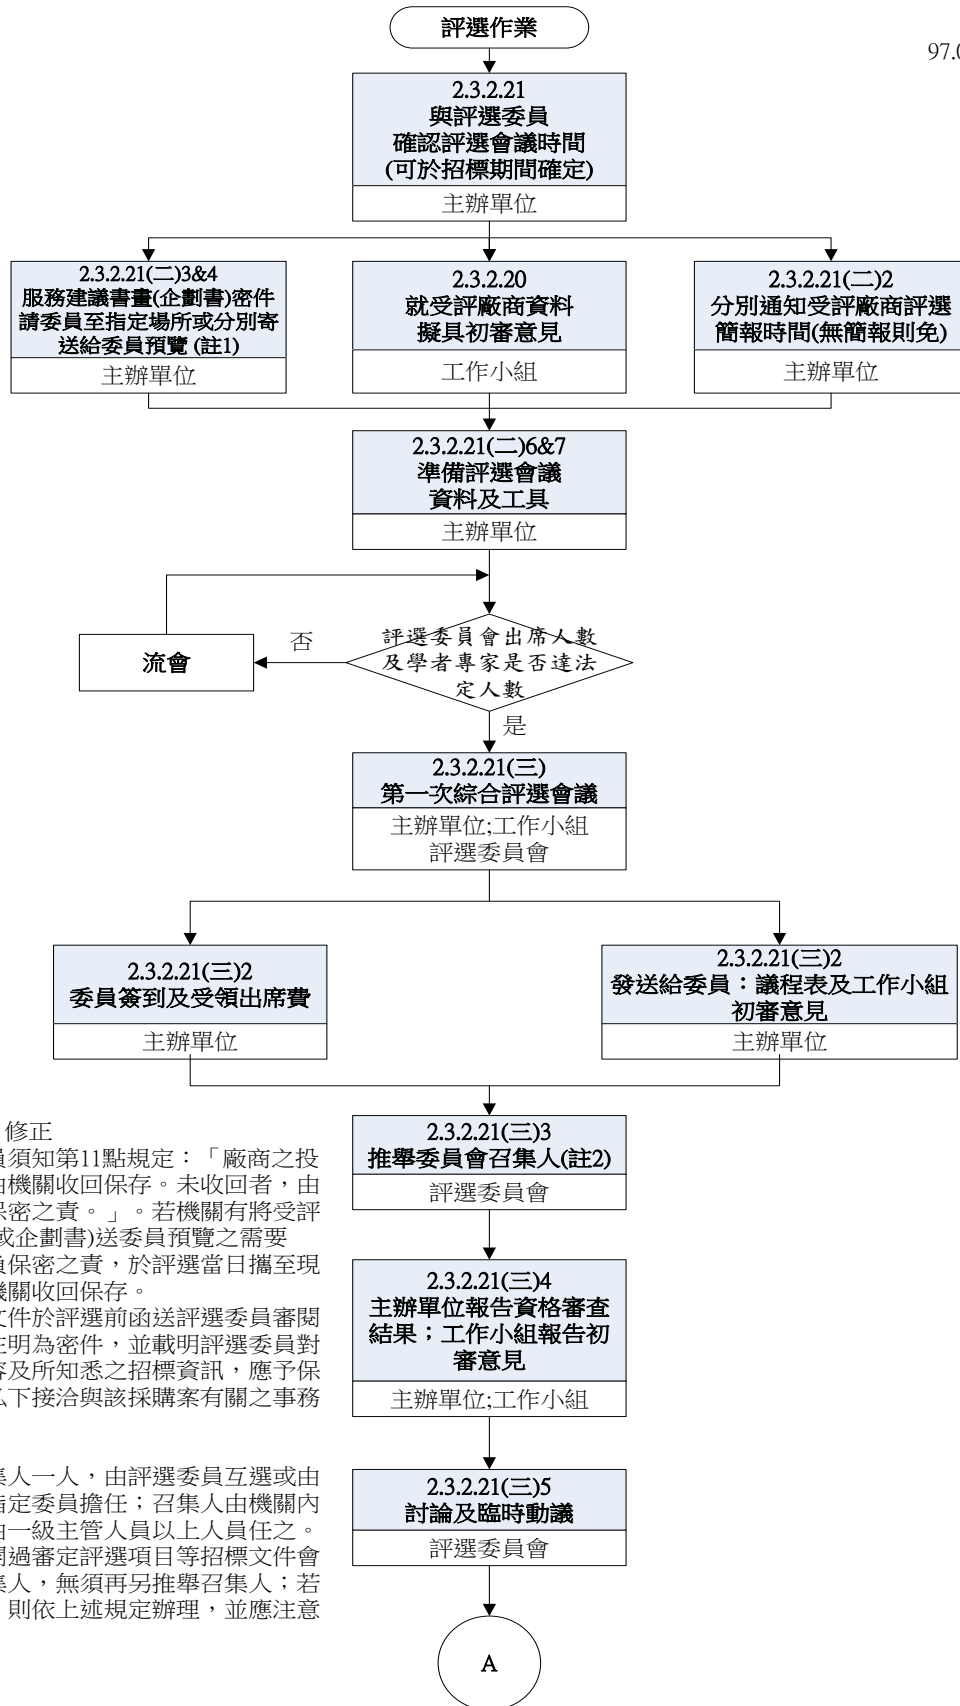 評選作業
97.0
2.3.2.21
與評選委員
確認評選會議時間
(可於招標期間確定)
主辦單位
2.3.2.21(二)3&4
服務建議書畫(企劃書)密件
請委員至指定場所或分別寄
送給委員預覽 (註1)
主辦單位
2.3.2.20
就受評廠商資料
擬具初審意見
工作小組
2.3.2.21(二)2
分別通知受評廠商評選
簡報時間(無簡報則免)
主辦單位
2.3.2.21(二)6&7
準備評選會議
資料及工具
主辦單位
評選委員會出席人數
及學者專家是否達法
定人數
否
流會
是
2.3.2.21(三)
第一次綜合評選會議
主辦單位;工作小組
評選委員會
2.3.2.21(三)2
委員簽到及受領出席費
主辦單位
2.3.2.21(三)2
發送給委員：議程表及工作小組
初審意見
主辦單位
2.3.2.21(三)3
推舉委員會召集人(註2)
評選委員會
2.3.2.21(三)4
主辦單位報告資格審查
結果；工作小組報告初
審意見
主辦單位;工作小組
2.3.2.21(三)5
討論及臨時動議
評選委員會
A
修正
員須知第11點規定：「廠商之投
由機關收回保存。未收回者，由
保密之責。」。若機關有將受評
或企劃書)送委員預覽之需要
負保密之責，於評選當日攜至現
機關收回保存。
文件於評選前函送評選委員審閱
註明為密件，並載明評選委員對
容及所知悉之招標資訊，應予保
私下接洽與該採購案有關之事務
集人一人，由評選委員互選或由
指定委員擔任；召集人由機關內
由一級主管人員以上人員任之。
開過審定評選項目等招標文件會
集人，無須再另推舉召集人；若
則依上述規定辦理，並應注意